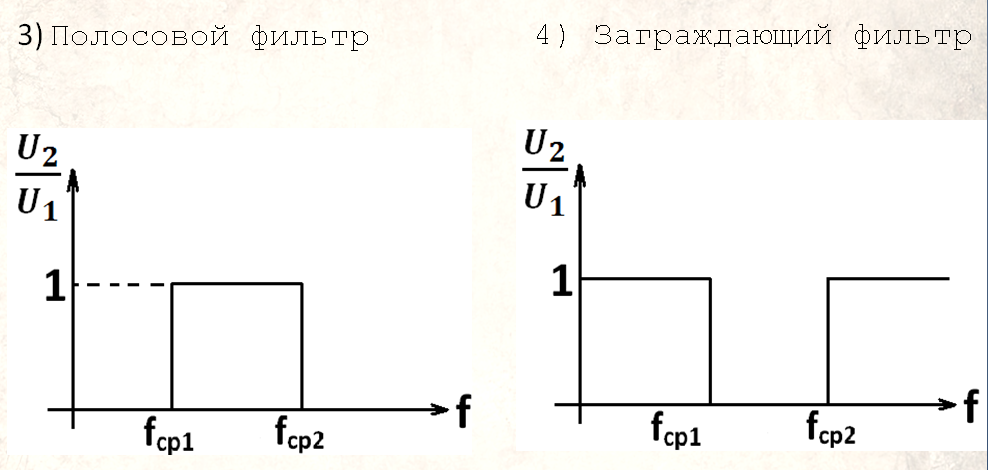 3) Полосовой фильтр
4) Заграждающий фильтр
U2
U1
1
fср1
fср2
f
U2
U1
1
fср1
fср2
f